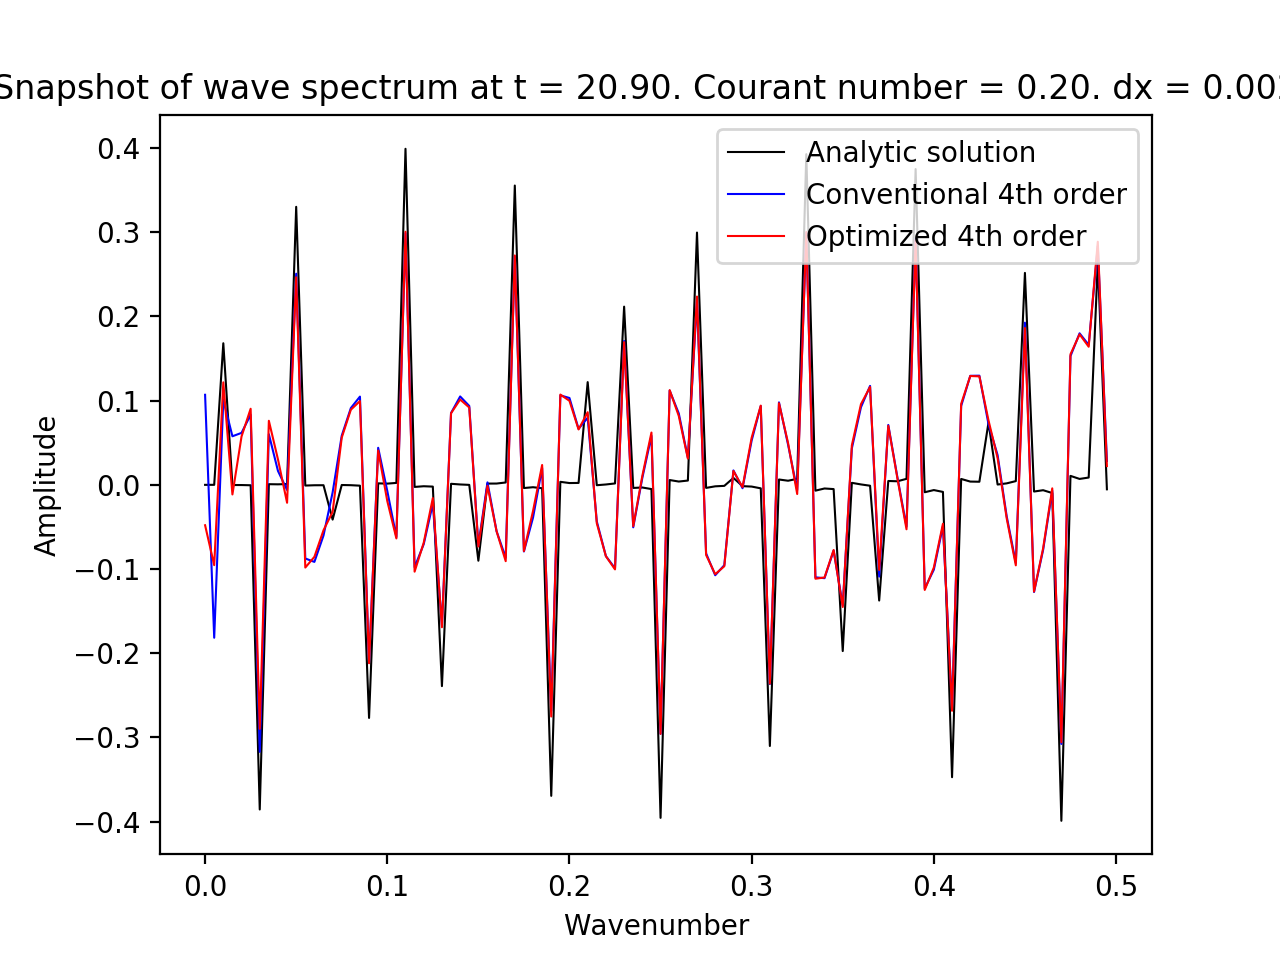 Snapshot of wave spectrum at t = 20.90. Courant number = 0.20. dx = 0.00
0.4
0.3
0.2
0.1
0.0
−0.1
−0.2
−0.3
−0.4
Amplitude
Analytic solution
Conventional 4th order
Optimized 4th order
0.0 0.1 0.2 0.3 0.4 0.5
Wavenumber